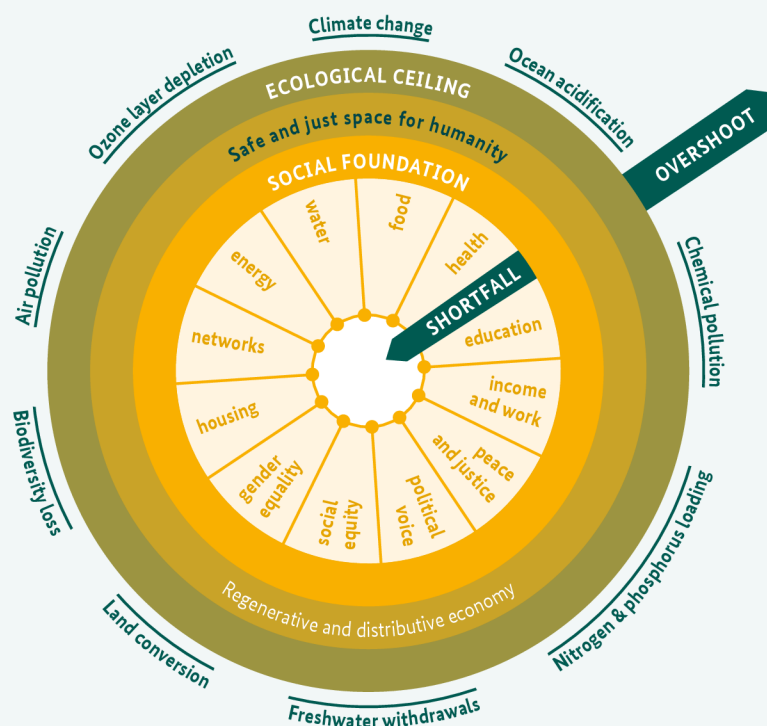 Climate change
Ocean acidification
OVERSHOOT
Chemical pollution
Nitrogen & phosphorus loading
Freshwater withdrawals
Land conversion
Biodiversity loss
Air pollution
Ozone layer depletion
ECOLOGICAL CEILING
Safe and just space for humanity
SOCIAL FOUNDATION
water
food
health
SHORTFALL
education
income
and work
peace
and justice
political
voice
social
equity
gender
equality
housing
networks
energy
Regenerative and distributive economy